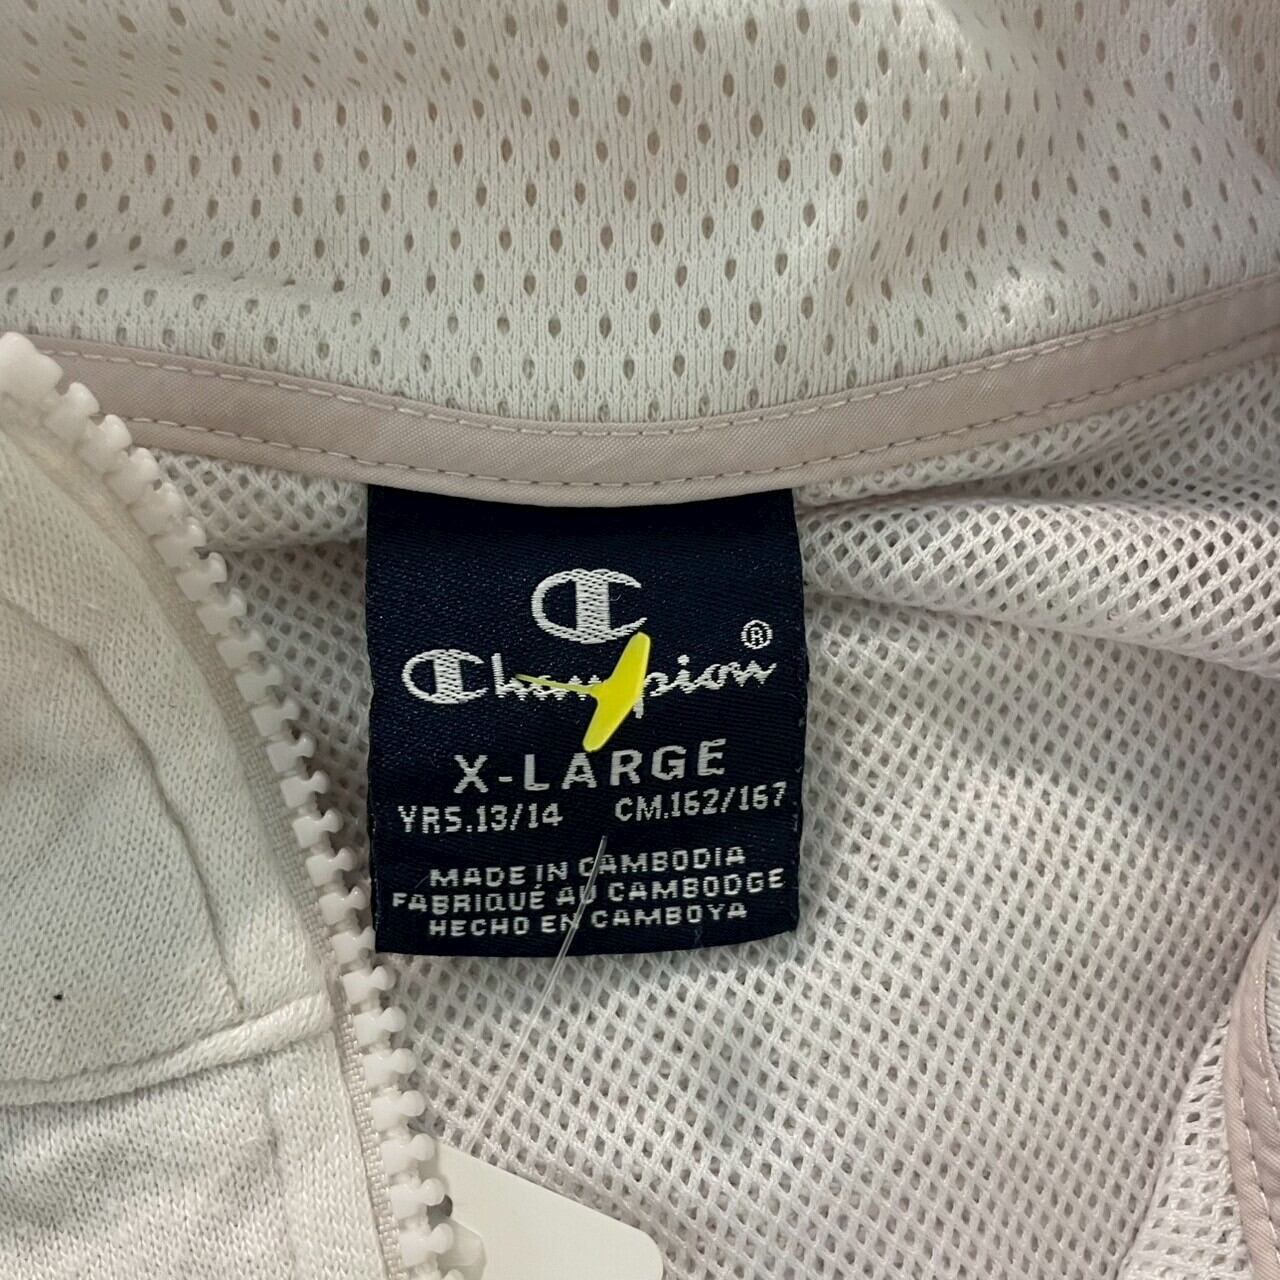 Champion ®
X-LARGE
YRS.13/14 CM.162/167
MADE IN CAMBODIA
FABRIQUÉ AU CAMBODGE
HECHO EN CAMBOYA